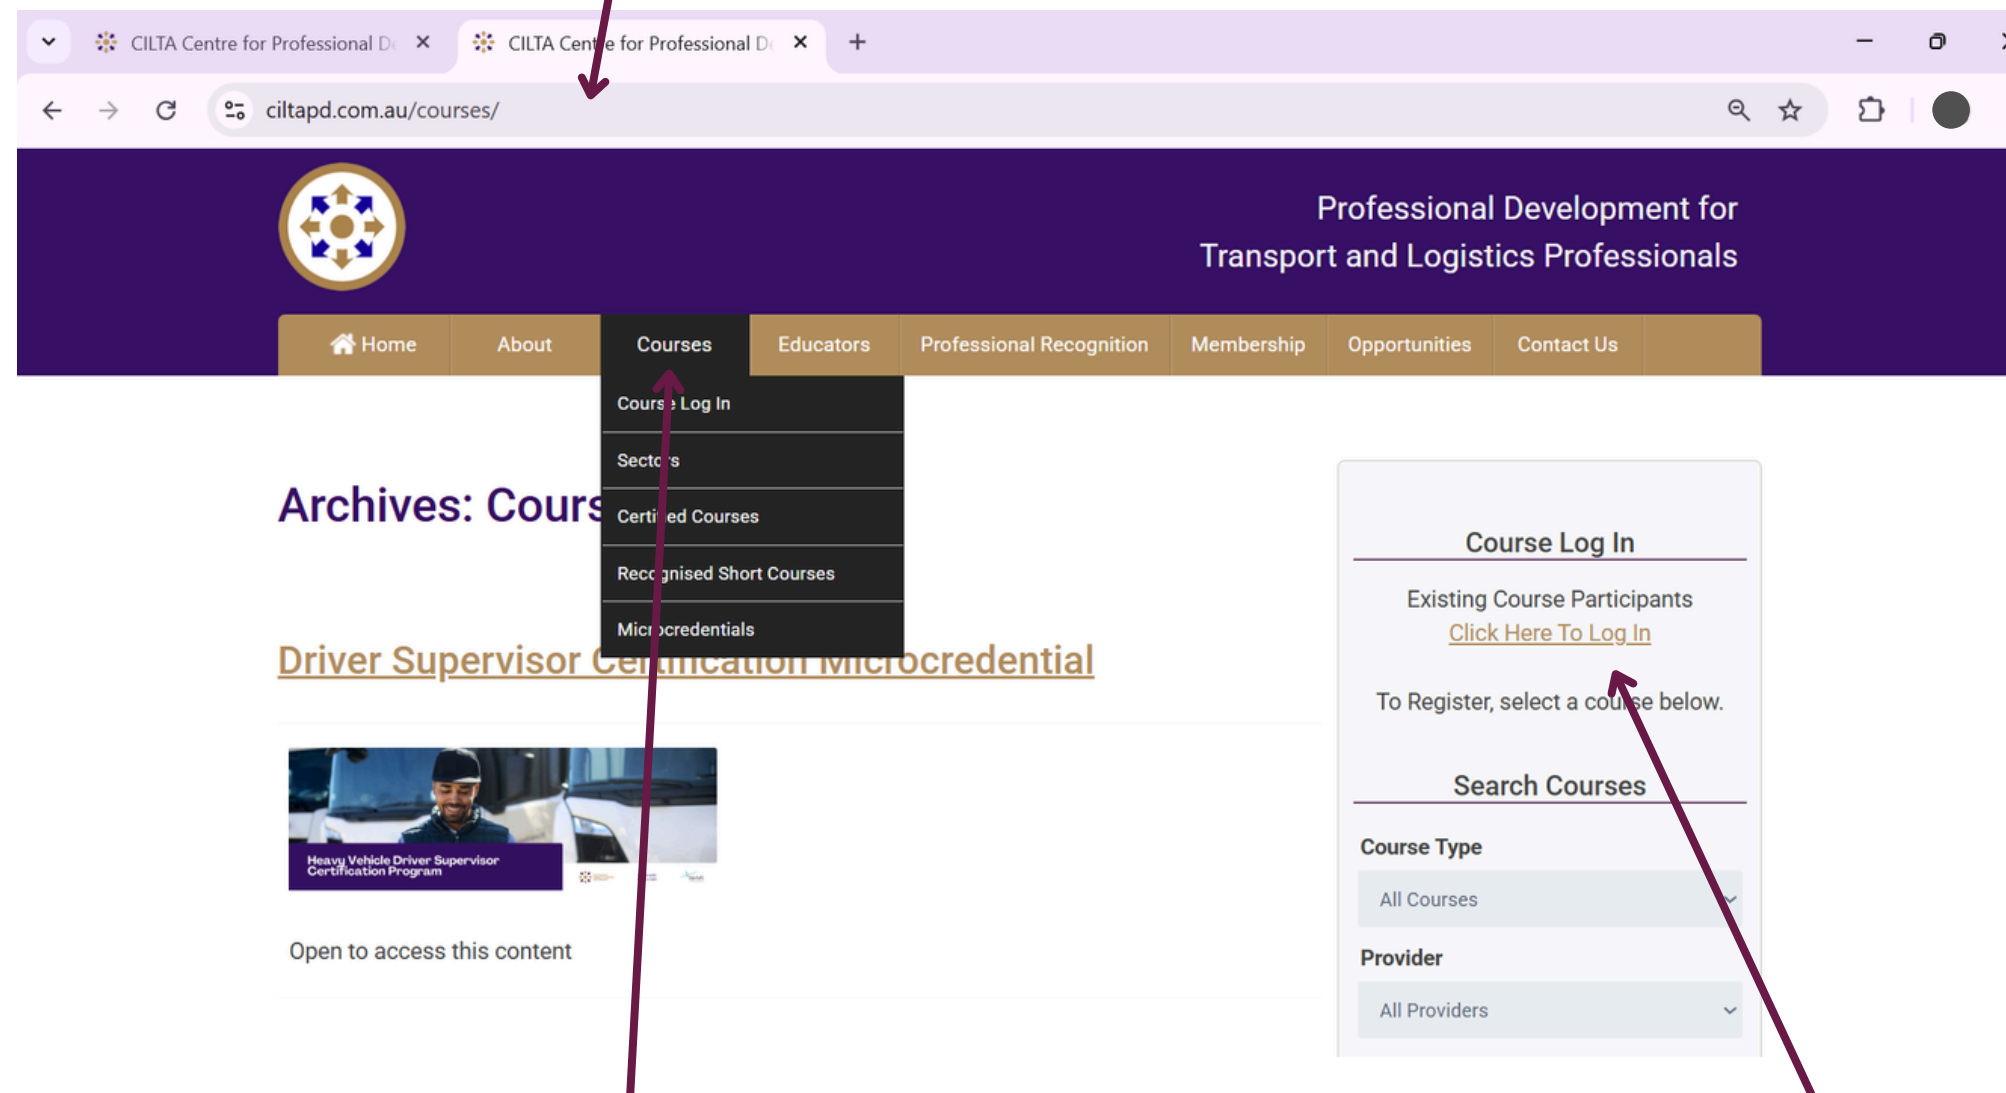 CILTA Centre for Professional De
CILTA Centre for Professional De
ciltapd.com.au/courses/
Professional Development for
Transport and Logistics Professionals
Home
About
Courses
Educators
Professional Recognition
Membership
Opportunities
Contact Us
Course Log In
Sectors
Certified Courses
Recognised Short Courses
Microcredentials
Archives: Cours
Driver Supervisor Certification Microcredential
Heavy Vehicle Driver Supervisor
Certification Program
Open to access this content
Course Log In
Existing Course Participants
Click Here To Log In
To Register, select a course below.
Search Courses
Course Type
All Courses
Provider
All Providers